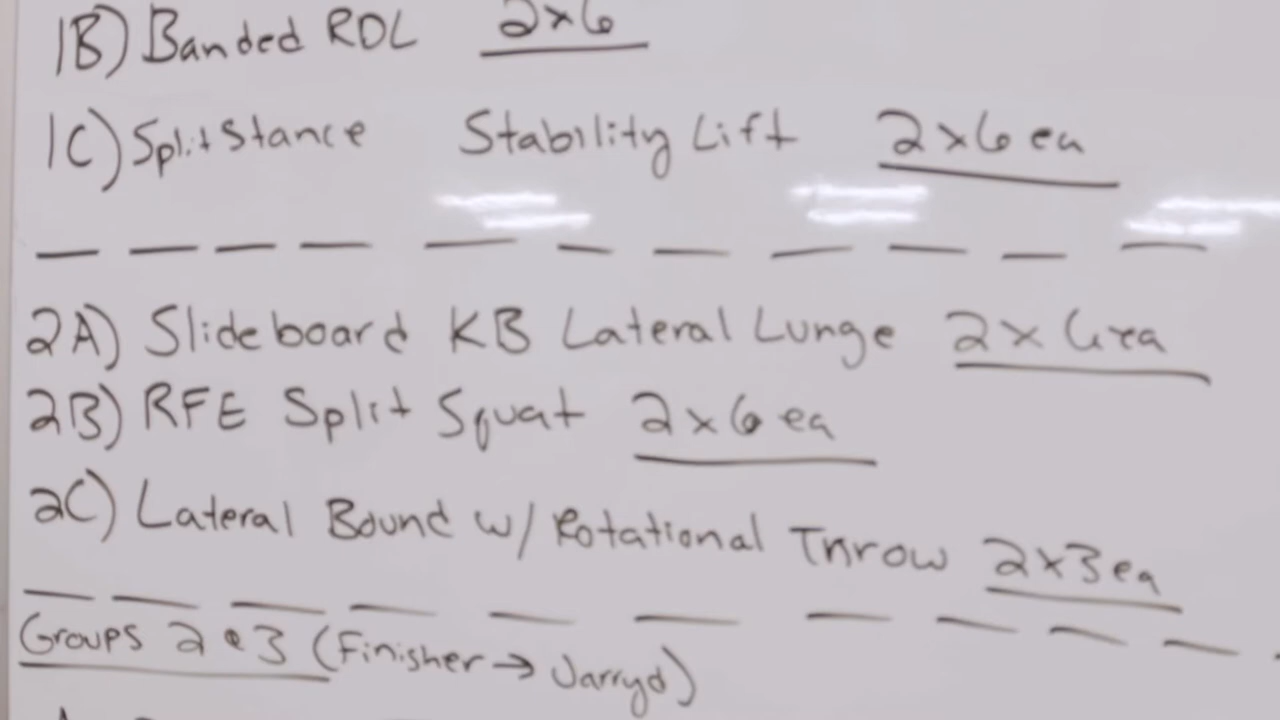 1B) Banded RDL 2x6
1C) Split Stance Stability Lift 2x6 ea
2A) Slideboard KB Lateral Lunge 2x6 ea
2B) RFE Split Squat 2x6 ea
2C) Lateral Bound w/ Rotational Throw 2x3 ea
Groups 2 & 3 (Finisher → Jarryd)